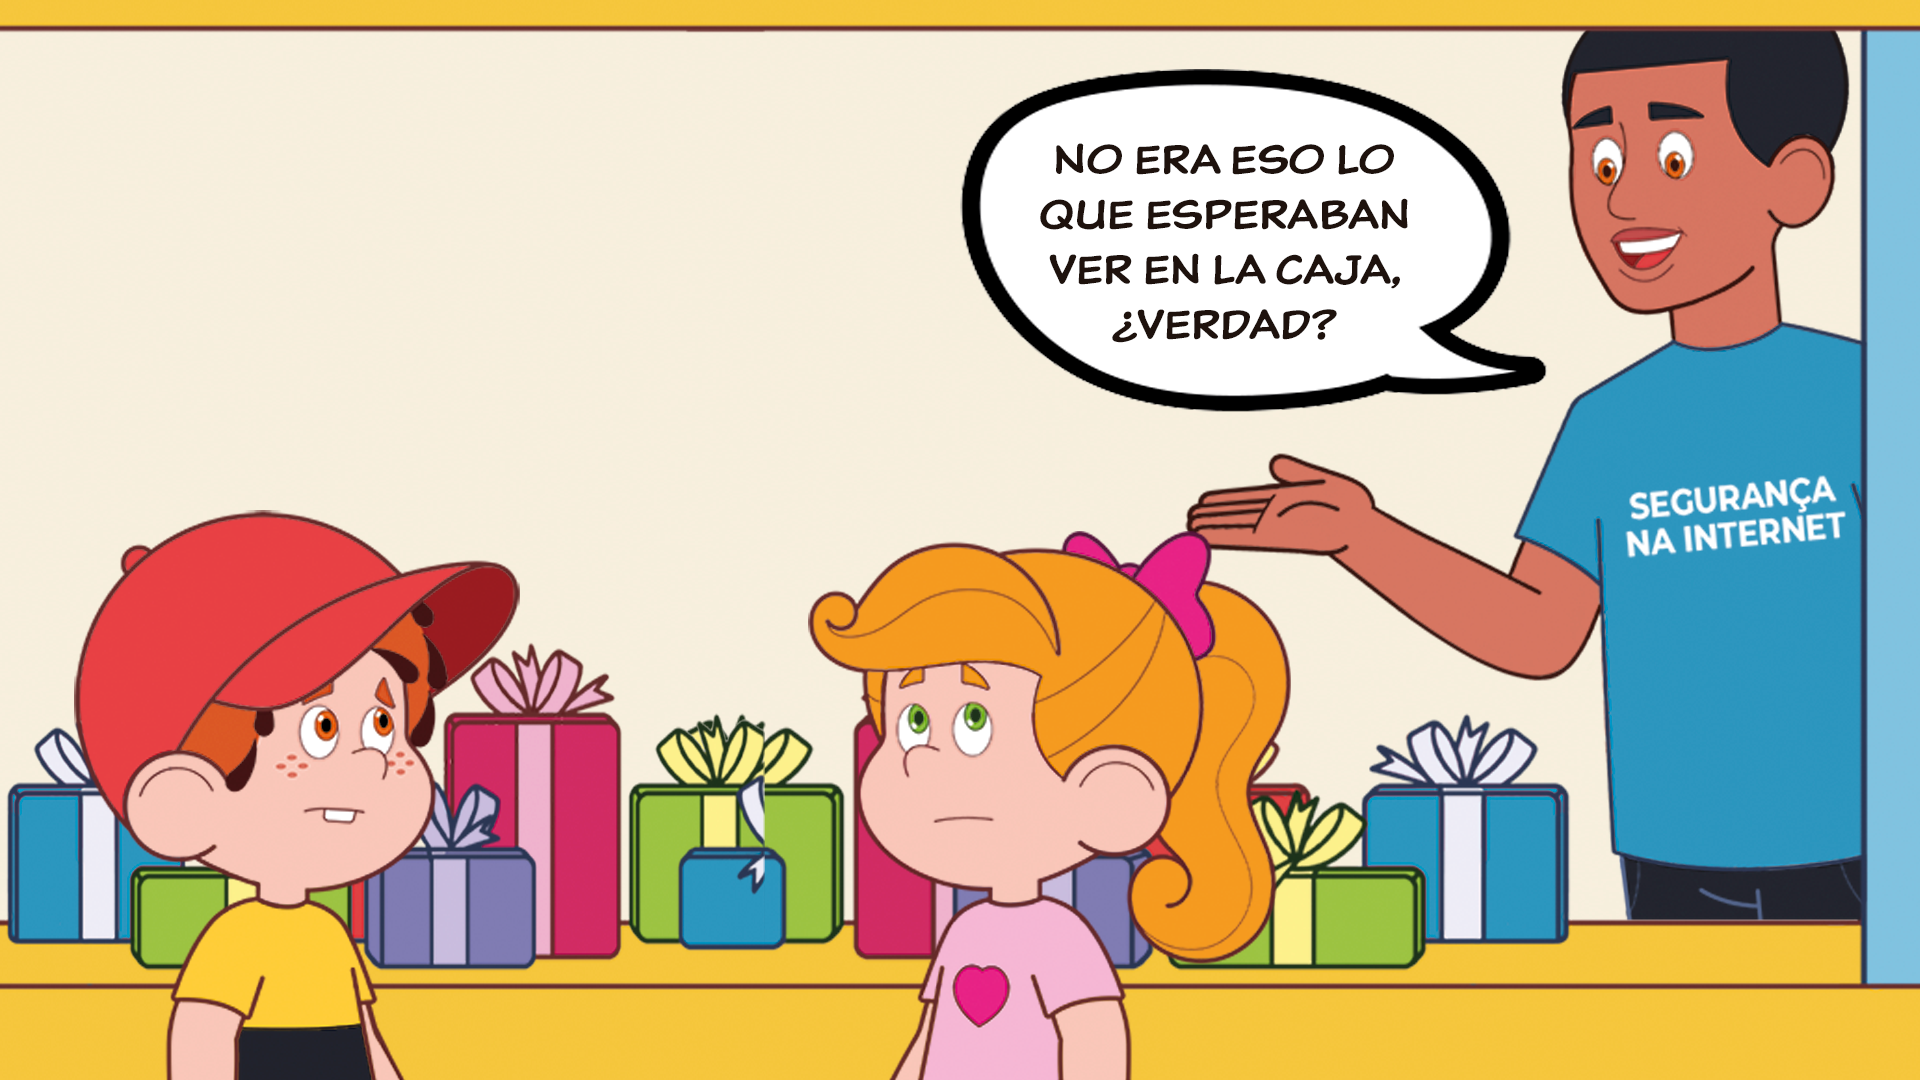 NO ERA ESO LO
QUE ESPERABAN
VER EN LA CAJA,
¿VERDAD?
SEGURANÇA
NA INTERNET